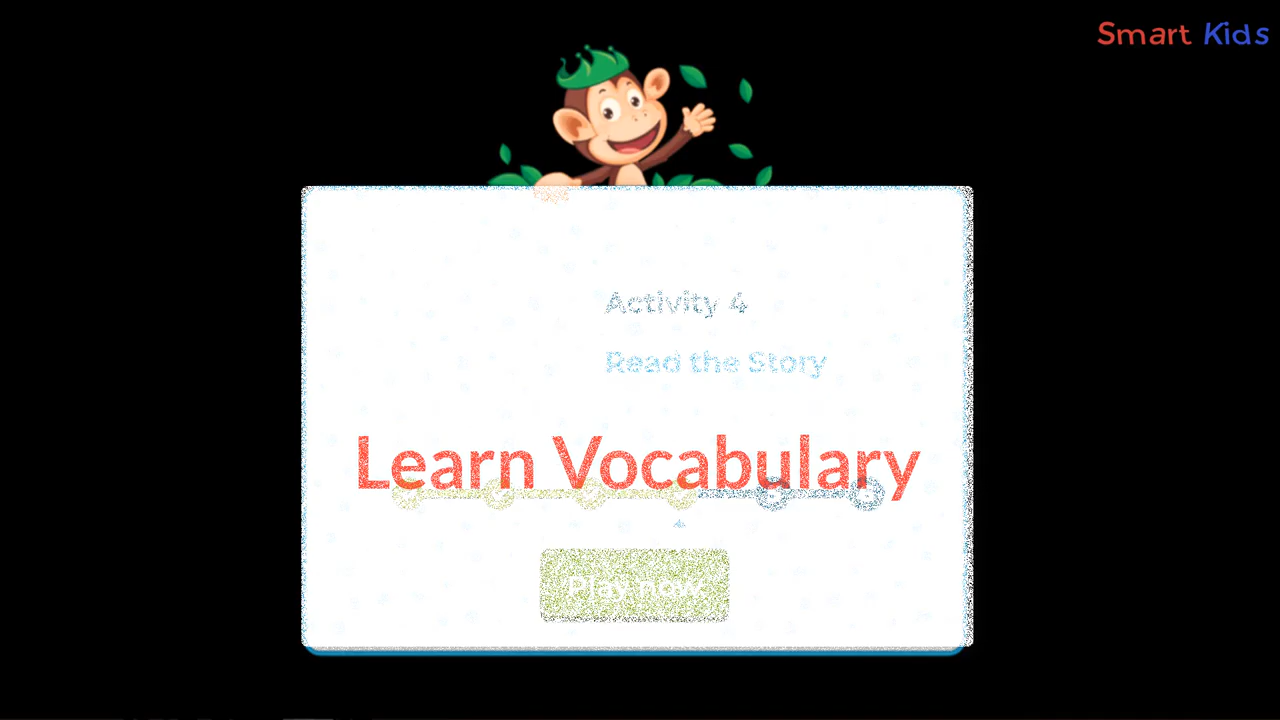 Smart Kids
Activity 4
Read the Story
Learn Vocabulary
Play now